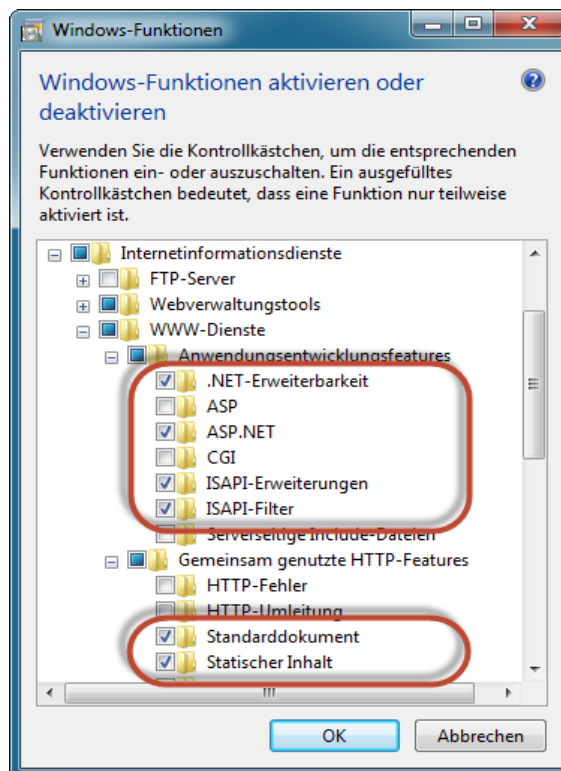 Windows-Funktionen
Windows-Funktionen aktivieren oder
deaktivieren
Verwenden Sie die Kontrollkästchen, um die entsprechenden
Funktionen ein- oder auszuschalten. Ein ausgefülltes
Kontrollkästchen bedeutet, dass eine Funktion nur teilweise
aktiviert ist.
Internetinformationsdienste
FTP-Server
Webverwaltungstools
WWW-Dienste
Anwendungsentwicklungsfeatures
.NET-Erweiterbarkeit
ASP
ASP.NET
CGI
ISAPI-Erweiterungen
ISAPI-Filter
Serverseitige Include-Dateien
Gemeinsam genutzte HTTP-Features
HTTP-Fehler
HTTP-Umleitung
Standarddokument
Statischer Inhalt
OK Abbrechen